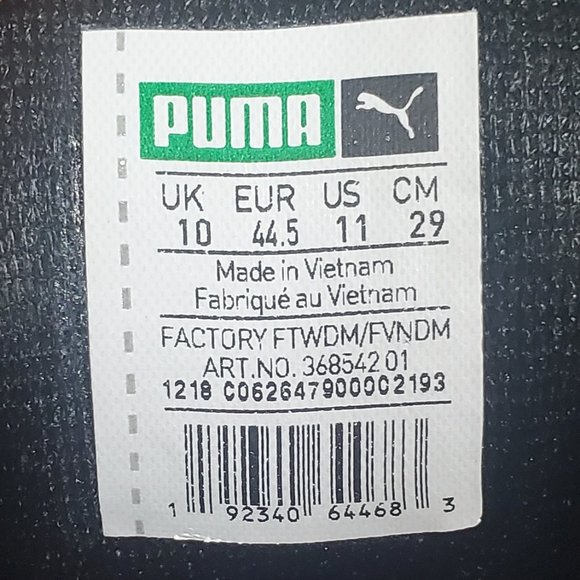 PUMA
UK EUR US CM
10 44.5 11 29
Made in Vietnam
Fabriqué au Vietnam
FACTORY FTWDM/FVNDM
ART.NO. 368542 01
1218 C0626479000C2193
1 92340 64468 3